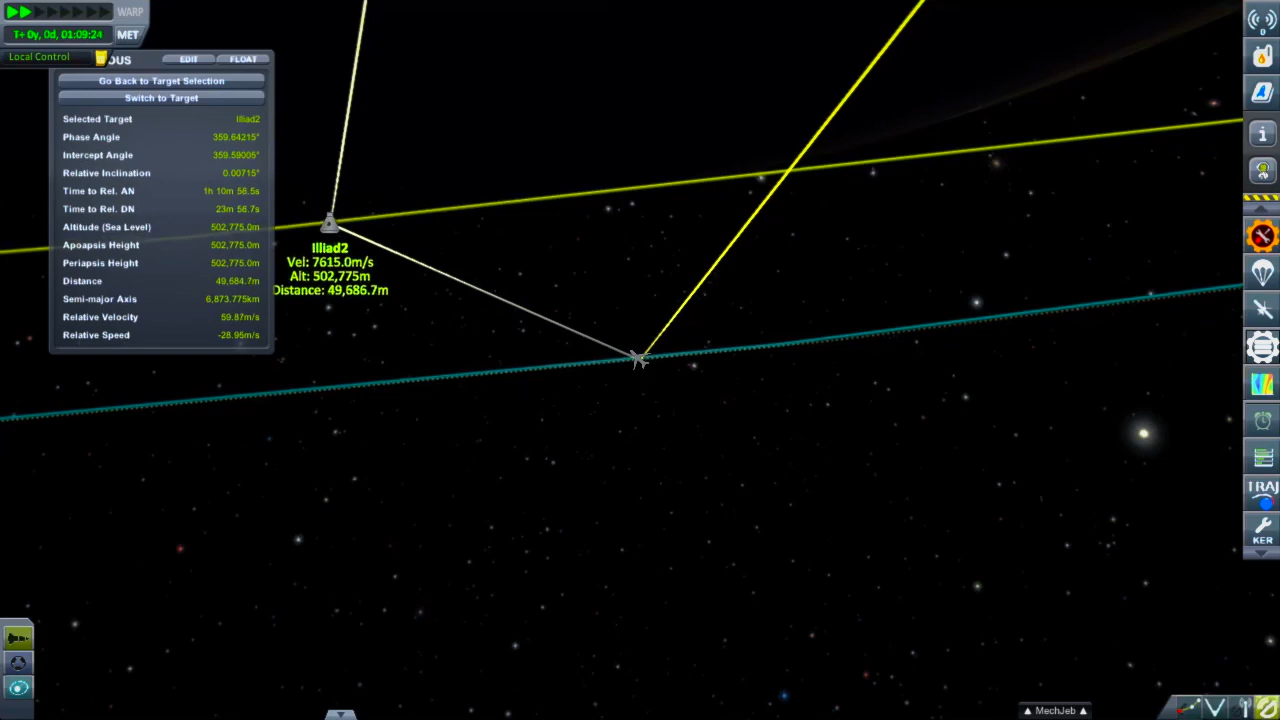 WARP
T+ 0y, 0d, 01:09:24 MET
Local Control
OUS EDIT FLOAT
Go Back to Target Selection
Switch to Target
Selected Target Illiad2
Phase Angle 359.64215°
Intercept Angle 359.59005°
Relative Inclination 0.00715°
Time to Rel. AN 1h 10m 56.5s
Time to Rel. DN 23m 56.7s
Altitude (Sea Level) 502,775.0m
Apoapsis Height 502,775.0m
Periapsis Height 502,775.0m
Distance 49,684.7m
Semi-major Axis 6,873.775km
Relative Velocity 59.87m/s
Relative Speed -28.95m/s
Illiad2
Vel: 7615.0m/s
Alt: 502,775m
Distance: 49,686.7m
0
A
i
TRAJ
KER
▲ MechJeb ▲